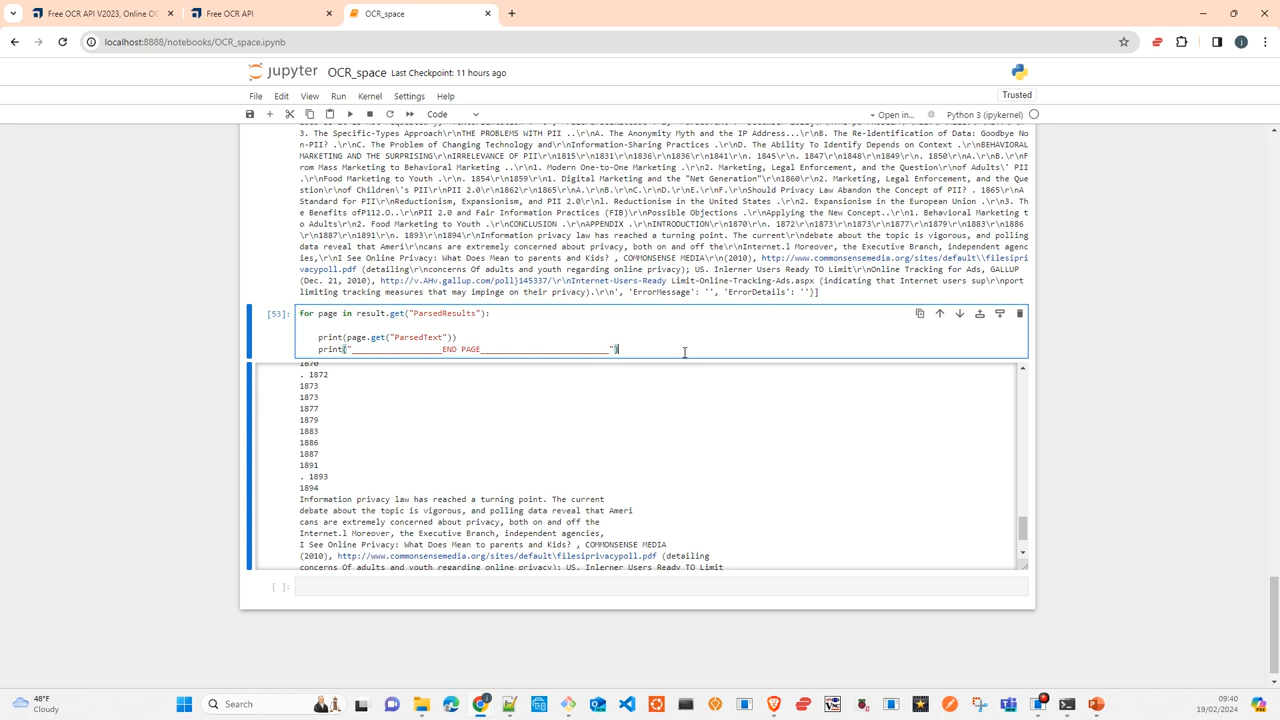 Free OCR API V2023, Online OC
Free OCR API
OCR_space
localhost:8888/notebooks/OCR_space.ipynb
jupyter OCR_space Last Checkpoint: 11 hours ago
File Edit View Run Kernel Settings Help
Trusted
Code
Open in...
Python 3 (ipykernel)
3. The Specific-Types Approach\r\nTHE PROBLEMS WITH PII ..\r\nA. The Anonymity Myth and the IP Address...\r\nB. The Re-ldentification of Data: Goodbye No
n-PII? .\r\nC. The Problem of Changing Technology and\r\nInformation-Sharing Practices .\r\nD. The Ability To Identify Depends on Context .\r\nBEHAVIORAL
MARKETING AND THE SURPRISING\r\nIRRELEVANCE OF PII\r\n1815\r\n1831\r\n1836\r\n1836\r\n1841\r\n. 1845\r\n. 1847\r\n1848\r\n1849\r\n. 1850\r\nA.\r\nB.\r\nF
rom Mass Marketing to Behavioral Marketing ..\r\n1. Modern One-to-One Marketing .\r\n2. Marketing, Legal Enforcement, and the Question\r\nof Adults\' PII
.\r\nFood Marketing to Youth .\r\n. 1854\r\n1859\r\n1. Digital Marketing and the "Net Generation"\r\n1860\r\n2. Marketing, Legal Enforcement, and the Que
stion\r\nof Children\'s PII\r\nPII 2.0\r\n1862\r\n1865\r\nA.\r\nB.\r\nC.\r\nD.\r\nE.\r\nF.\r\nShould Privacy Law Abandon the Concept of PII? . 1865\r\nA
Standard for PII\r\nReductionism, Expansionism, and PII 2.0\r\nl. Reductionism in the United States .\r\n2. Expansionism in the European Union .\r\n3. Th
e Benefits ofP112.O..\r\nPII 2.0 and Fair Information Practices (FIB)\r\nPossible Objections .\r\nApplying the New Concept..\r\n1. Behavioral Marketing t
o Adults\r\n2. Food Marketing to Youth .\r\nCONCLUSION .\r\nAPPENDIX .\r\nINTRODUCTION\r\n1870\r\n. 1872\r\n1873\r\n1873\r\n1877\r\n1879\r\n1883\r\n1886
\r\n1887\r\n1891\r\n. 1893\r\n1894\r\nInformation privacy law has reached a turning point. The current\r\ndebate about the topic is vigorous, and polling
data reveal that Ameri\r\ncans are extremely concerned about privacy, both on and off the\r\nInternet.l Moreover, the Executive Branch, independent agenc
ies,\r\nI See Online Privacy: What Does Mean to parents and Kids? , COMMONSENSE MEDIA\r\n(2010), http://www.commonsensemedia.org/sites/default\\filesipri
vacypoll.pdf (detailing\r\nconcerns Of adults and youth regarding online privacy); US. Inlerner Users Ready TO Limit\r\nOnline Tracking for Ads, GALLUP
(Dec. 21, 2010), http://v.AHv.gallup.com/poll}145337/\r\nInternet-Users-Ready Limit-Online-Tracking-Ads.aspx (indicating that Internet users sup\r\nport
limiting tracking measures that may impinge on their privacy).\r\n', 'ErrorMessage': '', 'ErrorDetails': ''}]
[53]: for page in result.get("ParsedResults"):
print(page.get("ParsedText"))
print("___________________END PAGE___________________________")
1870
. 1872
1873
1873
1877
1879
1883
1886
1887
1891
. 1893
1894
Information privacy law has reached a turning point. The current
debate about the topic is vigorous, and polling data reveal that Ameri
cans are extremely concerned about privacy, both on and off the
Internet.l Moreover, the Executive Branch, independent agencies,
I See Online Privacy: What Does Mean to parents and Kids? , COMMONSENSE MEDIA
(2010), http://www.commonsensemedia.org/sites/default\filesiprivacypoll.pdf (detailing
concerns Of adults and youth regarding online privacy); US. Inlerner Users Ready TO Limit
[ ]:
48°F
Cloudy
Search
09:40
19/02/2024